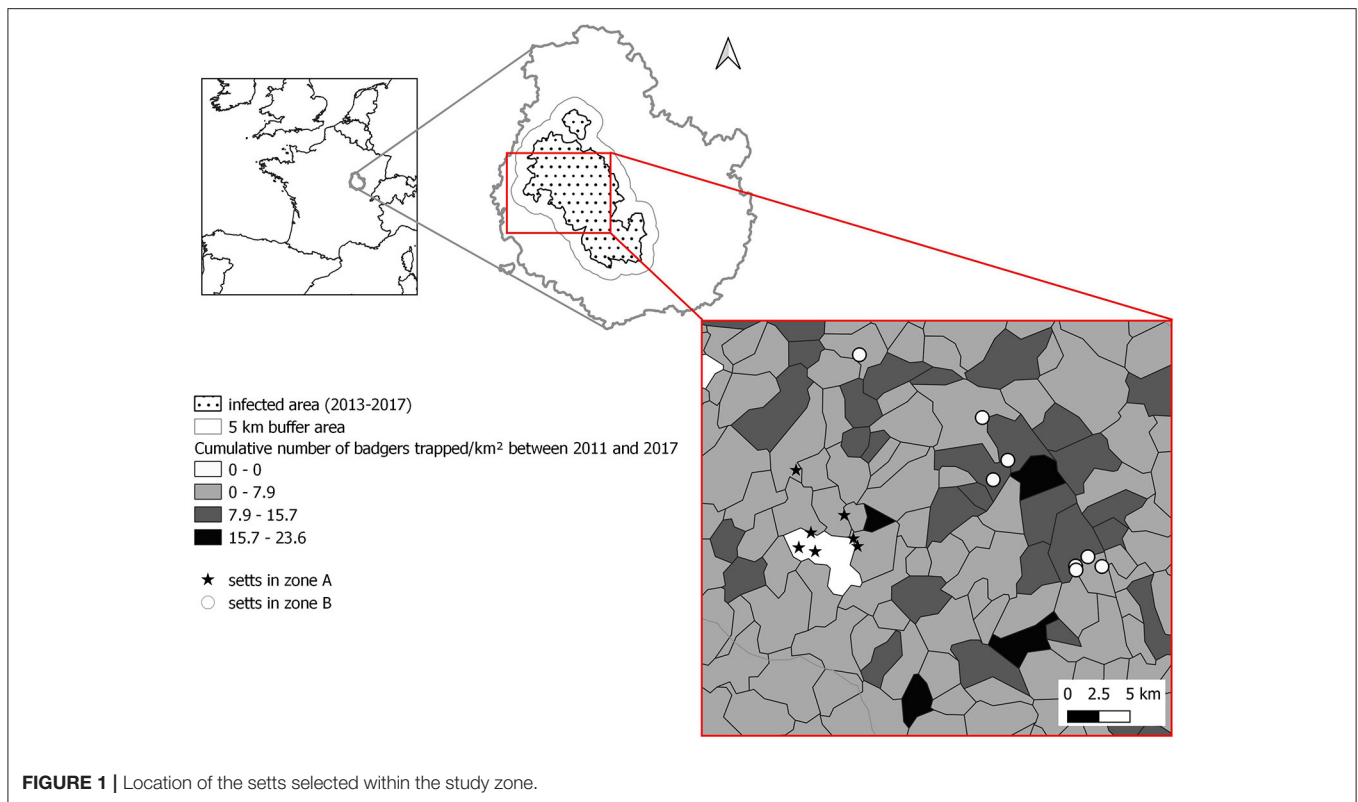 infected area (2013-2017)
5 km buffer area
Cumulative number of badgers trapped/km² between 2011 and 2017
0 - 0
0 - 7.9
7.9 - 15.7
15.7 - 23.6
setts in zone A
setts in zone B
0 2.5 5 km
FIGURE 1 | Location of the setts selected within the study zone.